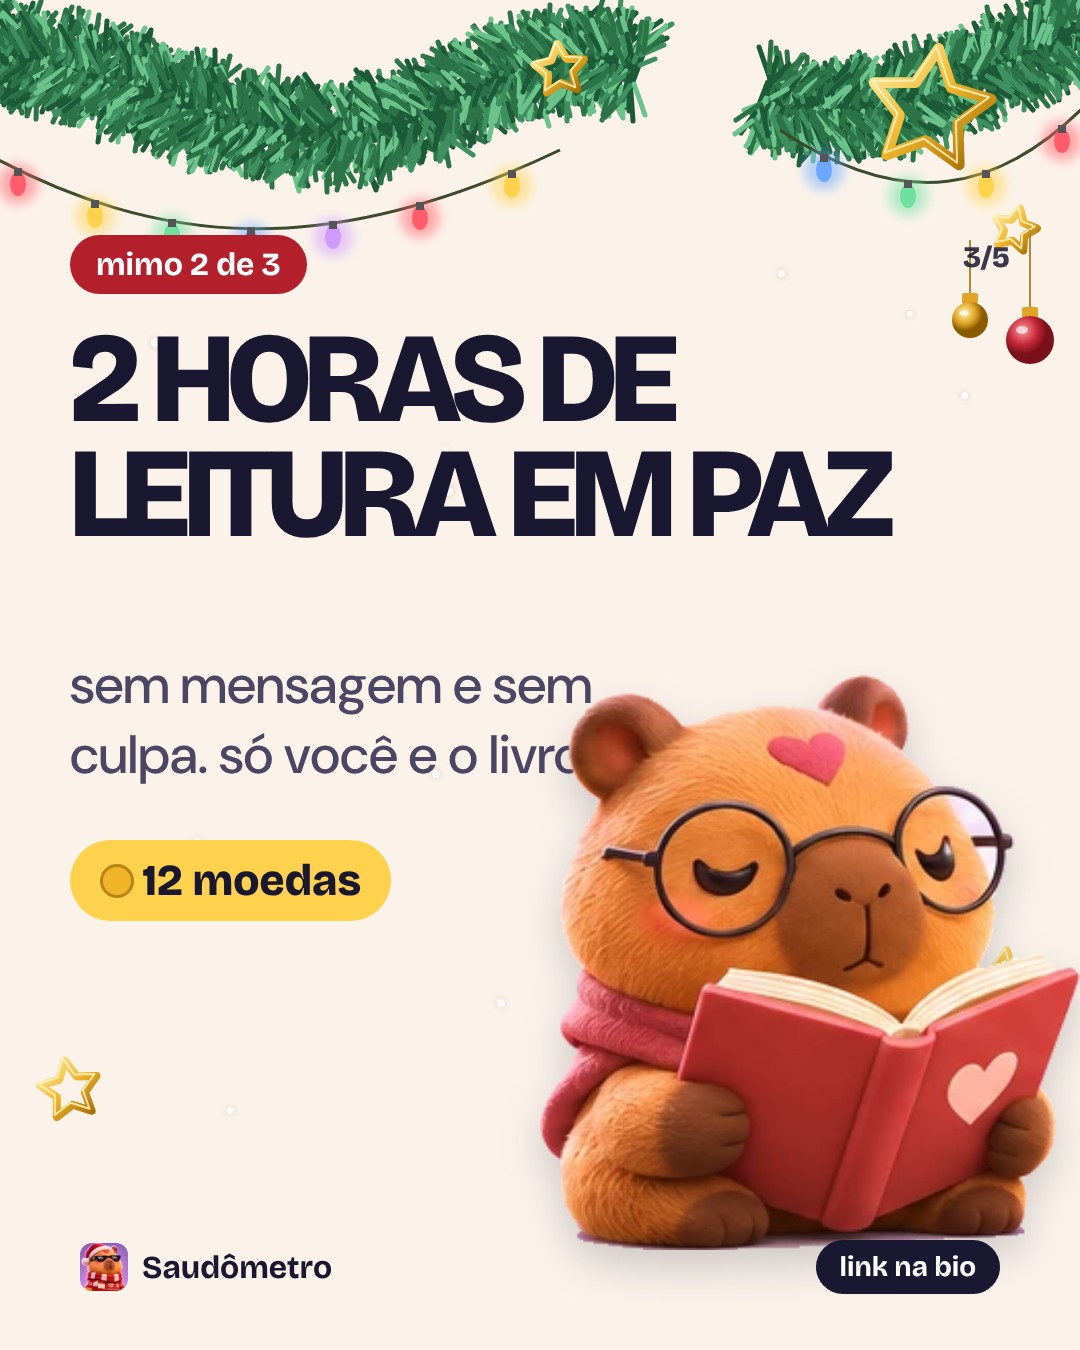 mimo 2 de 3
3/5
2 HORAS DE
LEITURA EM PAZ
sem mensagem e sem
culpa. só você e o livro
12 moedas
Saudômetro
link na bio